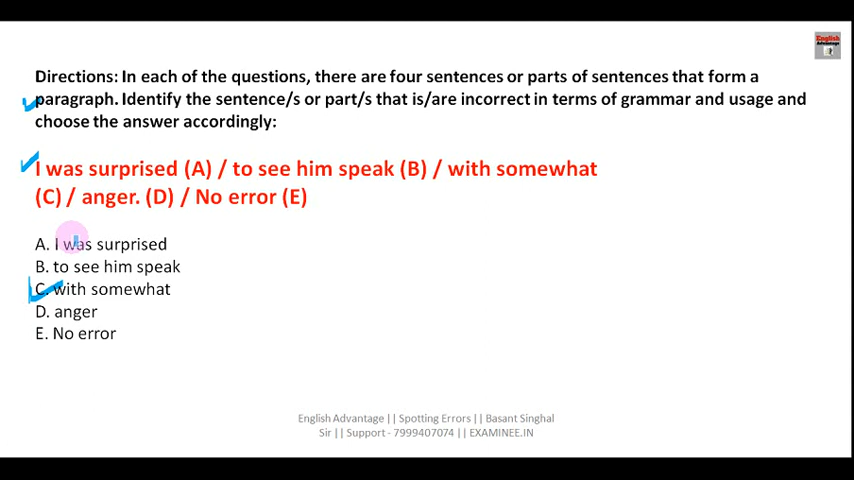 English
Advantage
Directions: In each of the questions, there are four sentences or parts of sentences that form a
paragraph. Identify the sentence/s or part/s that is/are incorrect in terms of grammar and usage and
choose the answer accordingly:
I was surprised (A) / to see him speak (B) / with somewhat
(C) / anger. (D) / No error (E)
A. I was surprised
B. to see him speak
C. with somewhat
D. anger
E. No error
English Advantage || Spotting Errors || Basant Singhal
Sir || Support - 7999407074 || EXAMINEE.IN